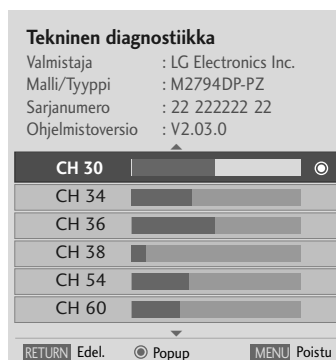 Tekninen diagnostiikka
Valmistaja : LG Electronics Inc.
Malli/Tyyppi : M2794DP-PZ
Sarjanumero : 22 222222 22
Ohjelmistoversio : V2.03.0
CH 30
CH 34
CH 36
CH 38
CH 54
CH 60
RETURN Edel. Popup MENU Poistu